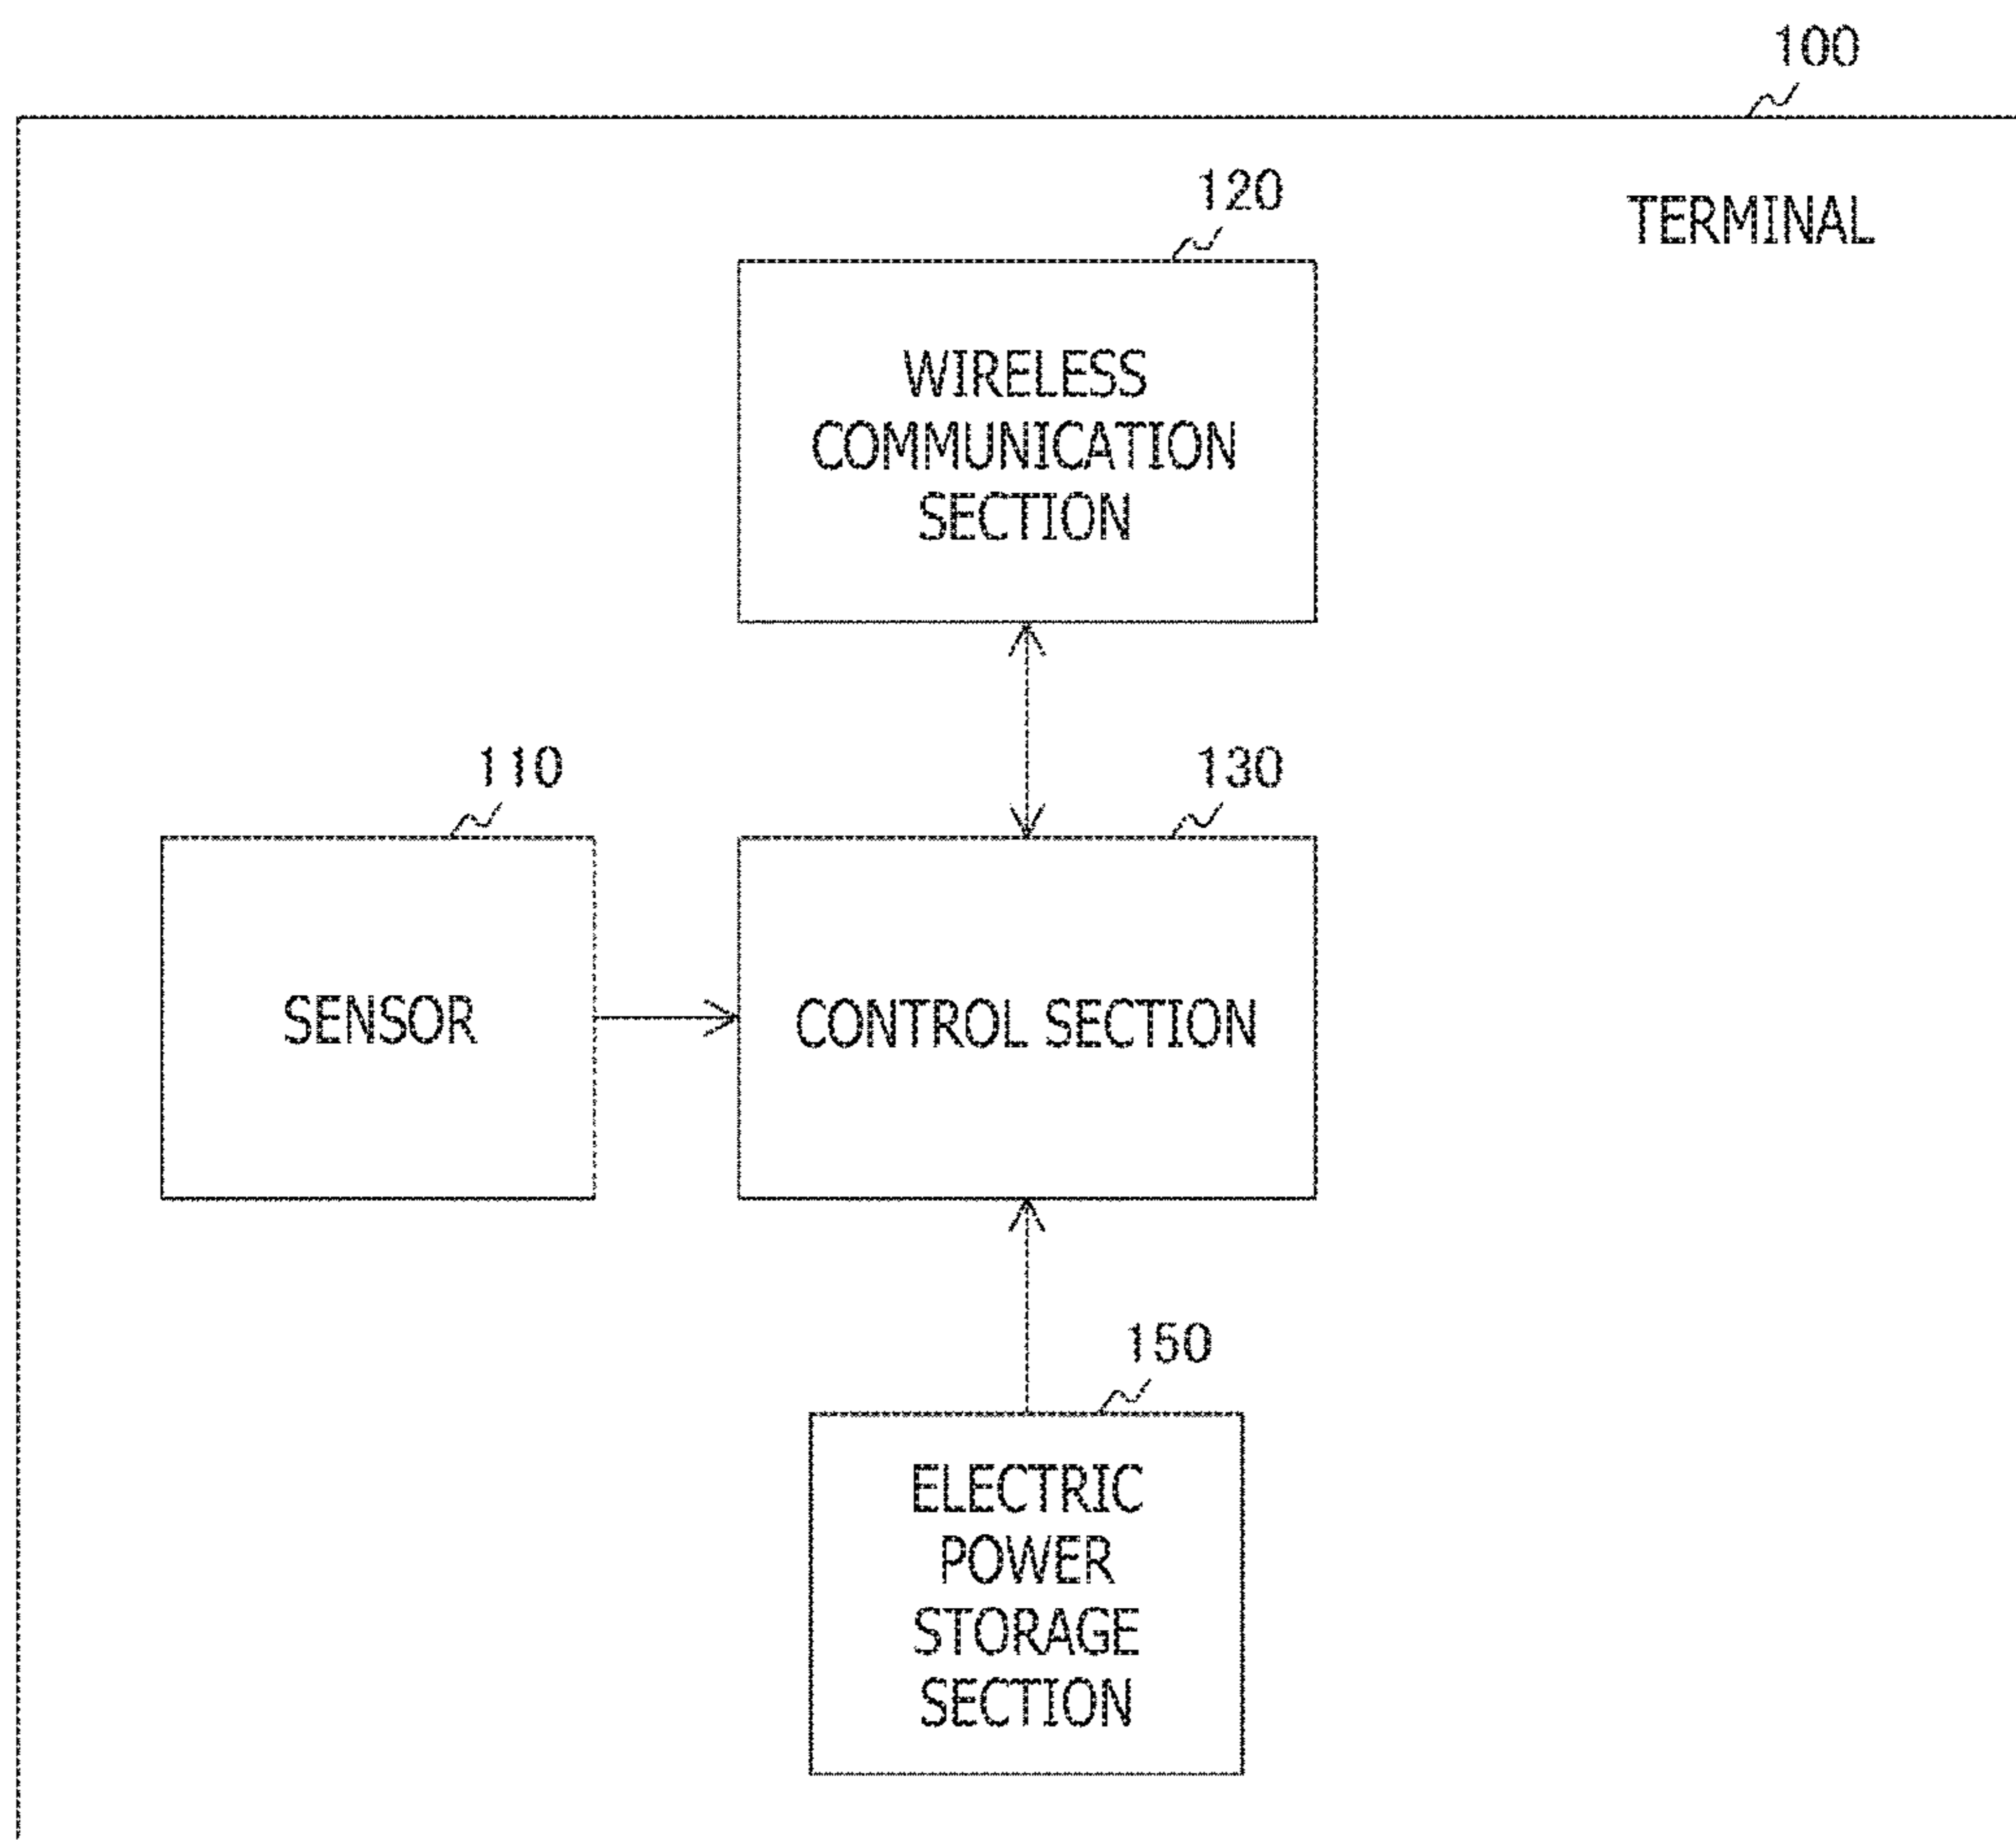 100
TERMINAL
120
WIRELESS
COMMUNICATION
SECTION
110
130
SENSOR
CONTROL SECTION
150
ELECTRIC
POWER
STORAGE
SECTION